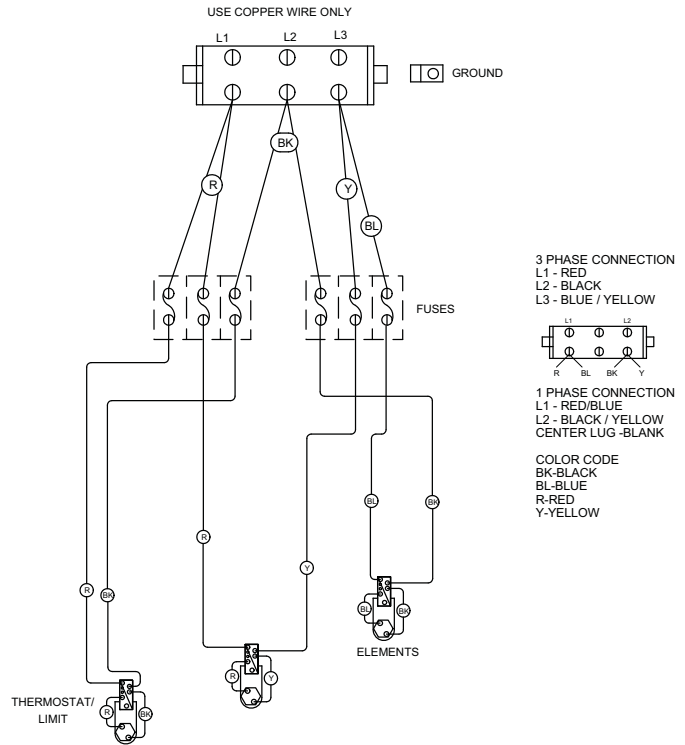 USE COPPER WIRE ONLY
L1 L2 L3
GROUND
BK
R
Y
BL
FUSES
3 PHASE CONNECTION
L1 - RED
L2 - BLACK
L3 - BLUE / YELLOW
L1 L2
R BL BK Y
1 PHASE CONNECTION
L1 - RED/BLUE
L2 - BLACK / YELLOW
CENTER LUG -BLANK
COLOR CODE
BK-BLACK
BL-BLUE
R-RED
Y-YELLOW
BL BK
R
Y
R BK
BL BK
ELEMENTS
R Y
THERMOSTAT/
LIMIT
R BK